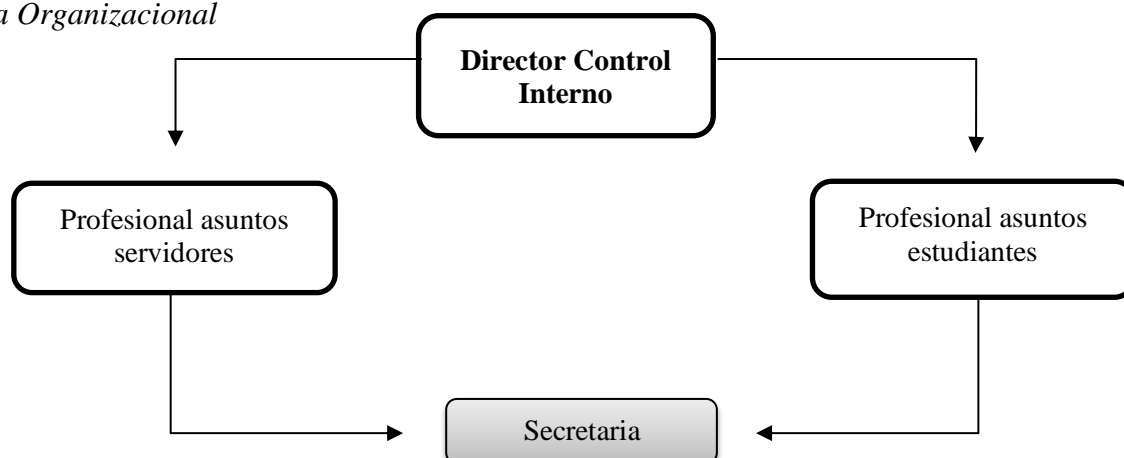 a Organizacional
Director Control
Interno
Profesional asuntos
servidores
Profesional asuntos
estudiantes
Secretaria